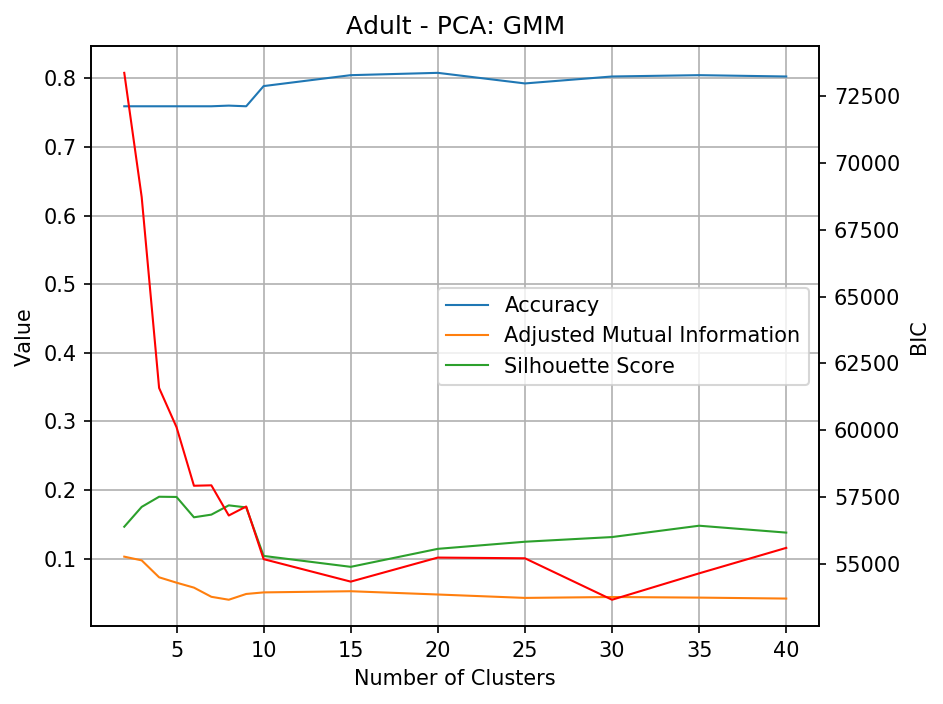 Adult - PCA: GMM
Value
0.8
0.7
0.6
0.5
0.4
0.3
0.2
0.1
72500
70000
67500
65000
62500
60000
57500
55000
BIC
Accuracy
Adjusted Mutual Information
Silhouette Score
5 10 15 20 25 30 35 40
Number of Clusters